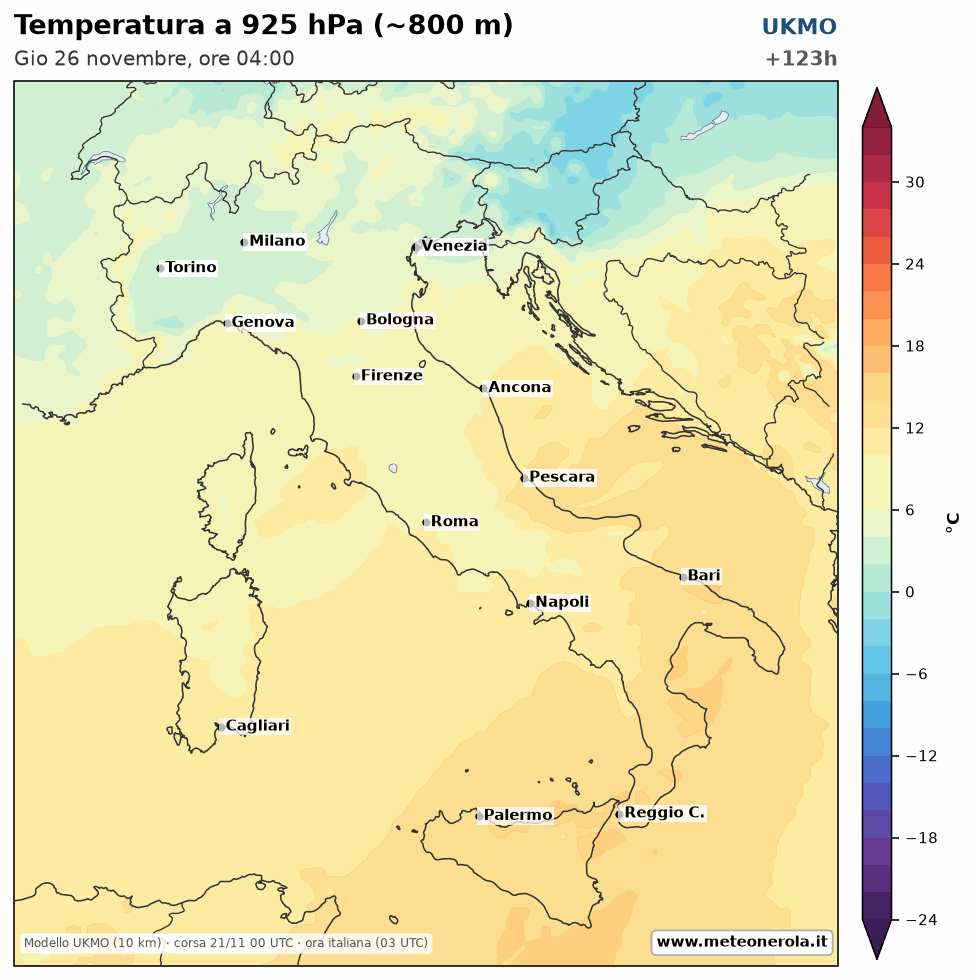 Temperatura a 925 hPa (~800 m)
UKMO
Gio 26 novembre, ore 04:00
+123h
Milano
Venezia
Torino
Genova
Bologna
Firenze
Ancona
Pescara
Roma
Bari
Napoli
Cagliari
Palermo
Reggio C.
30
24
18
12
6
0
−6
−12
−18
−24
°C
Modello UKMO (10 km) · corsa 21/11 00 UTC · ora italiana (03 UTC)
www.meteonerola.it